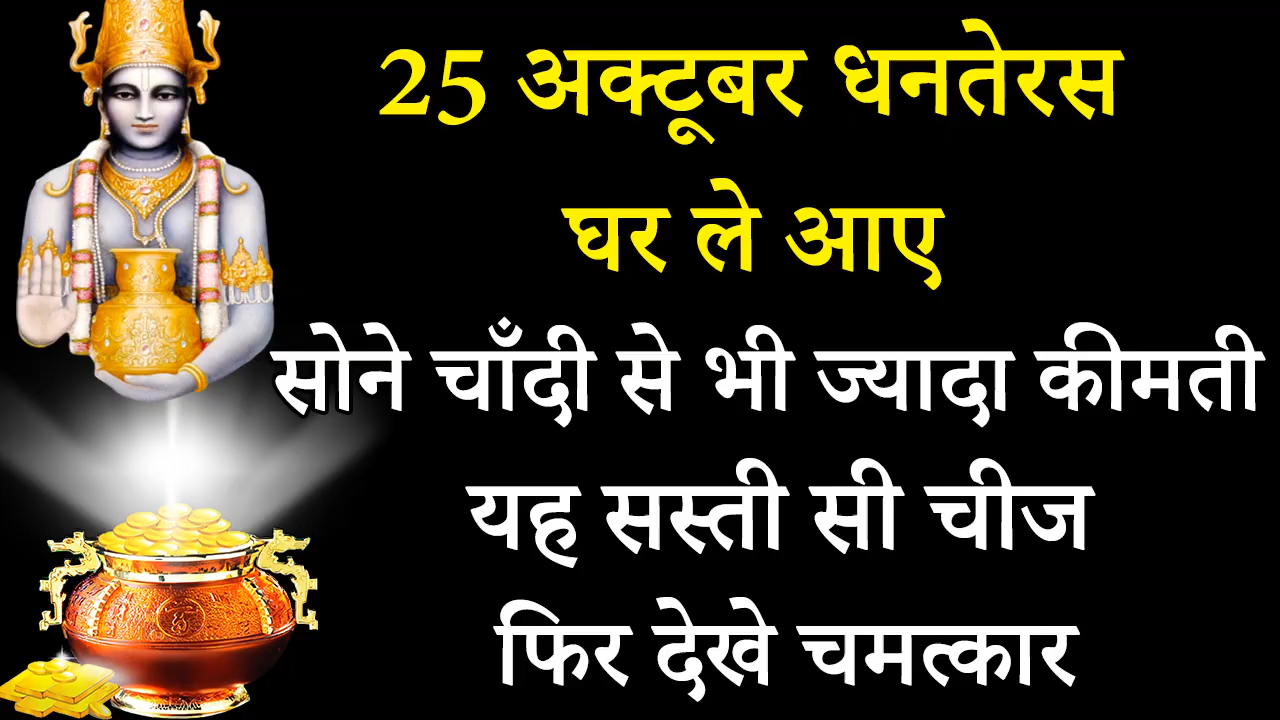 25 अक्टूबर धनतेरस
घर ले आए
सोने चाँदी से भी ज्यादा कीमती
यह सस्ती सी चीज
फिर देखे चमत्कार